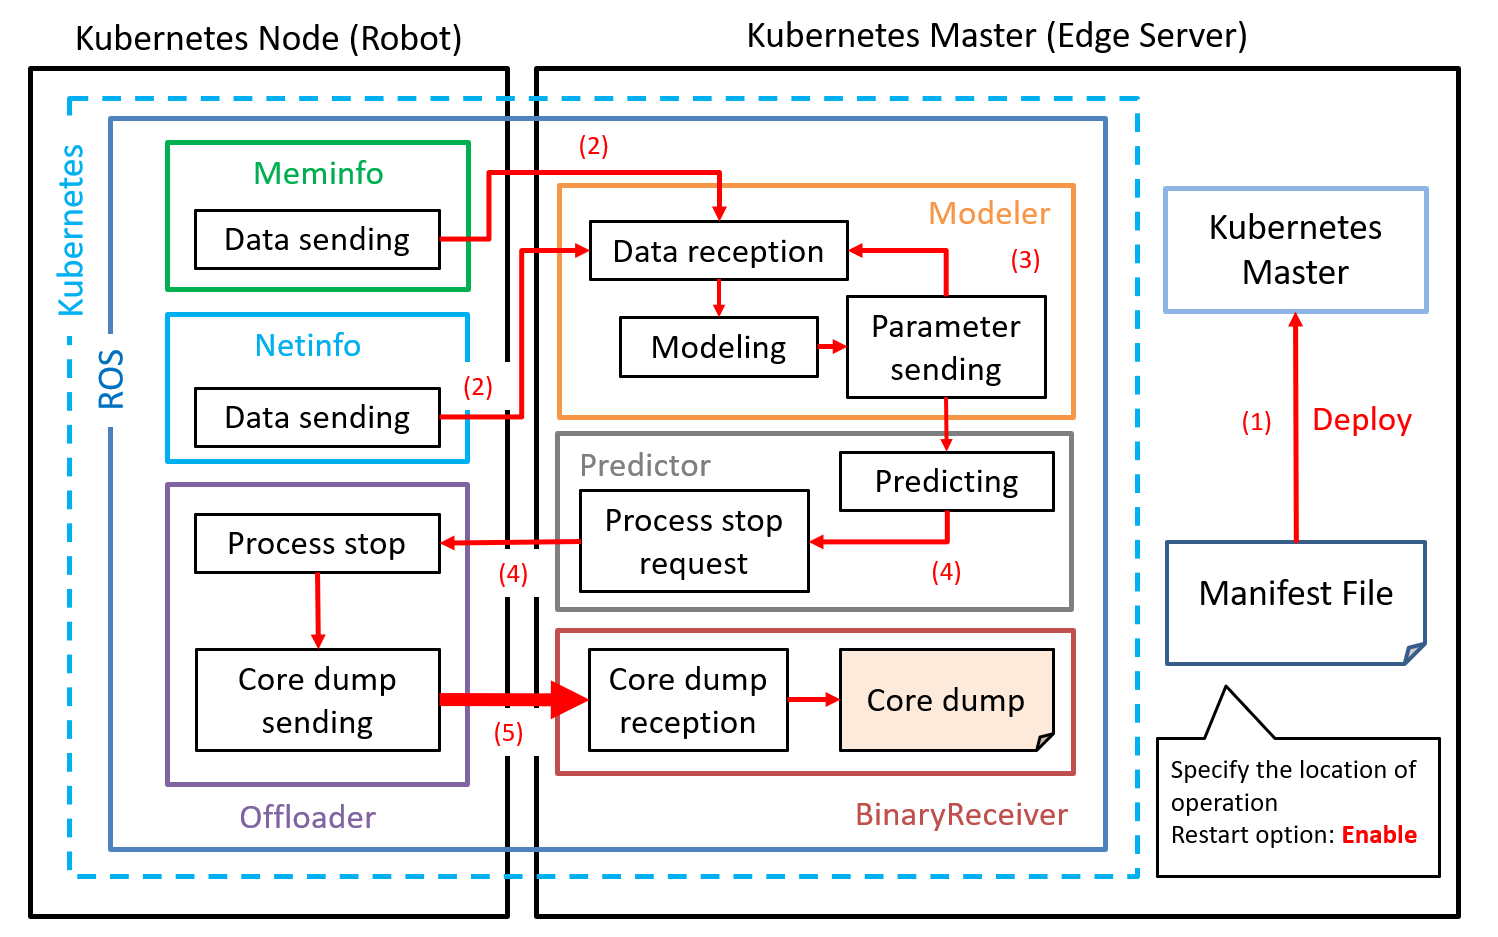 Kubernetes Node (Robot)
Kubernetes Master (Edge Server)
Kubernetes
ROS
Meminfo
Data sending
(2)
Netinfo
Data sending
(2)
Modeler
Data reception
(3)
Modeling
Parameter
sending
Predictor
Predicting
Process stop
request
(4)
(4)
Process stop
Core dump
sending
Offloader
(5)
Core dump
reception
Core dump
BinaryReceiver
Kubernetes
Master
(1)
Deploy
Manifest File
Specify the location of
operation
Restart option: Enable